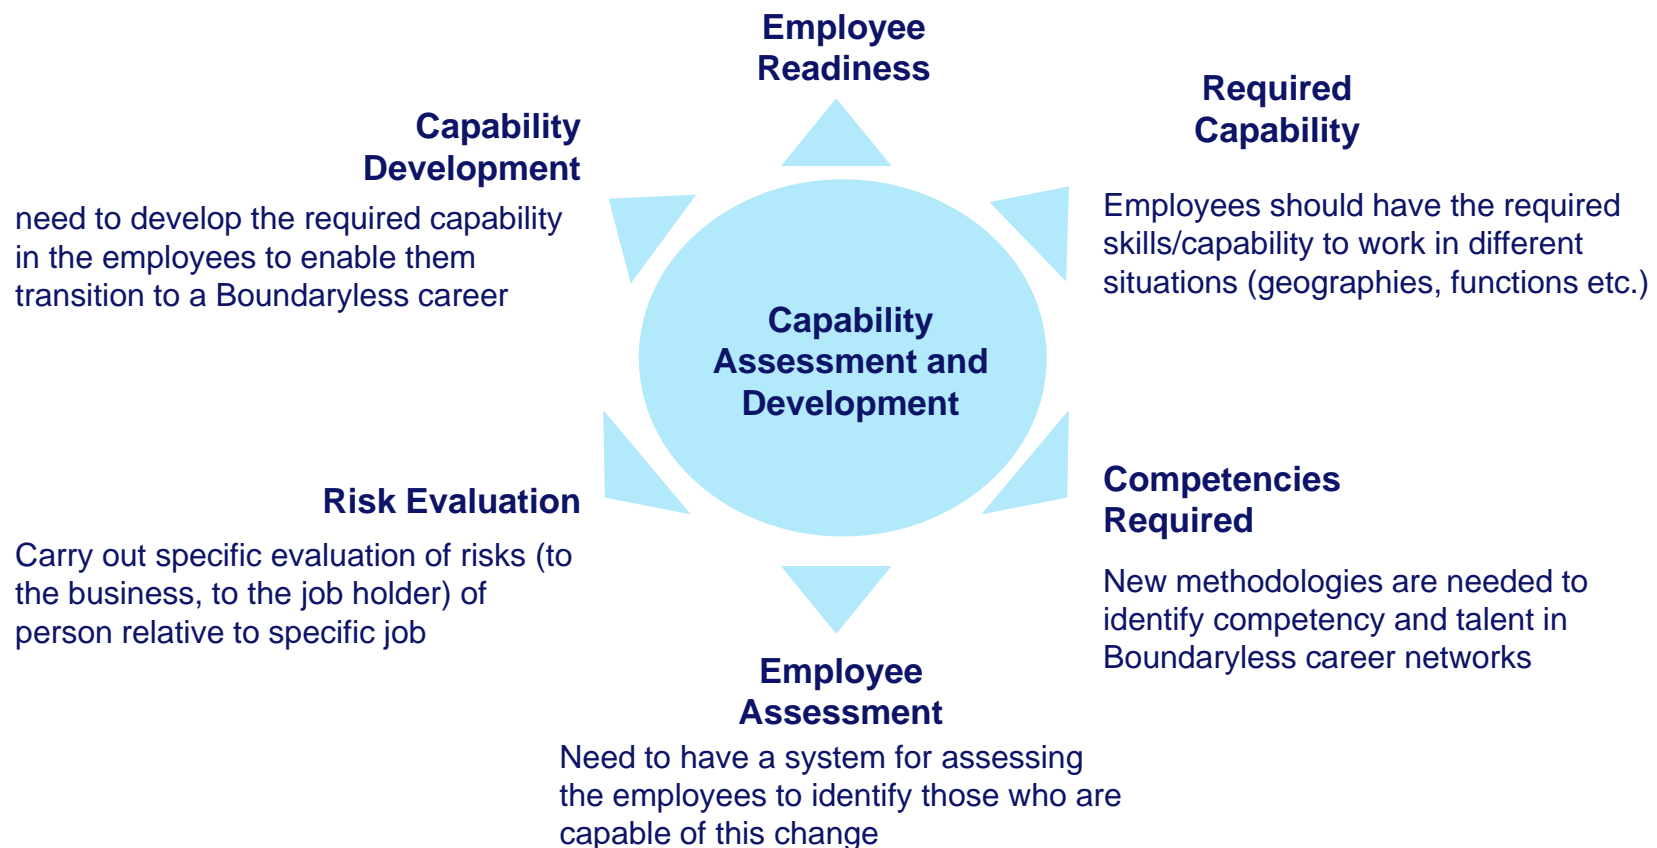 Employee
Readiness
Required
Capability
Employees should have the required
skills/capability to work in different
situations (geographies, functions etc.)
Capability
Development
need to develop the required capability
in the employees to enable them
transition to a Boundaryless career
Capability
Assessment and
Development
Competencies
Required
New methodologies are needed to
identify competency and talent in
Boundaryless career networks
Risk Evaluation
Carry out specific evaluation of risks (to
the business, to the job holder) of
person relative to specific job
Employee
Assessment
Need to have a system for assessing
the employees to identify those who are
capable of this change